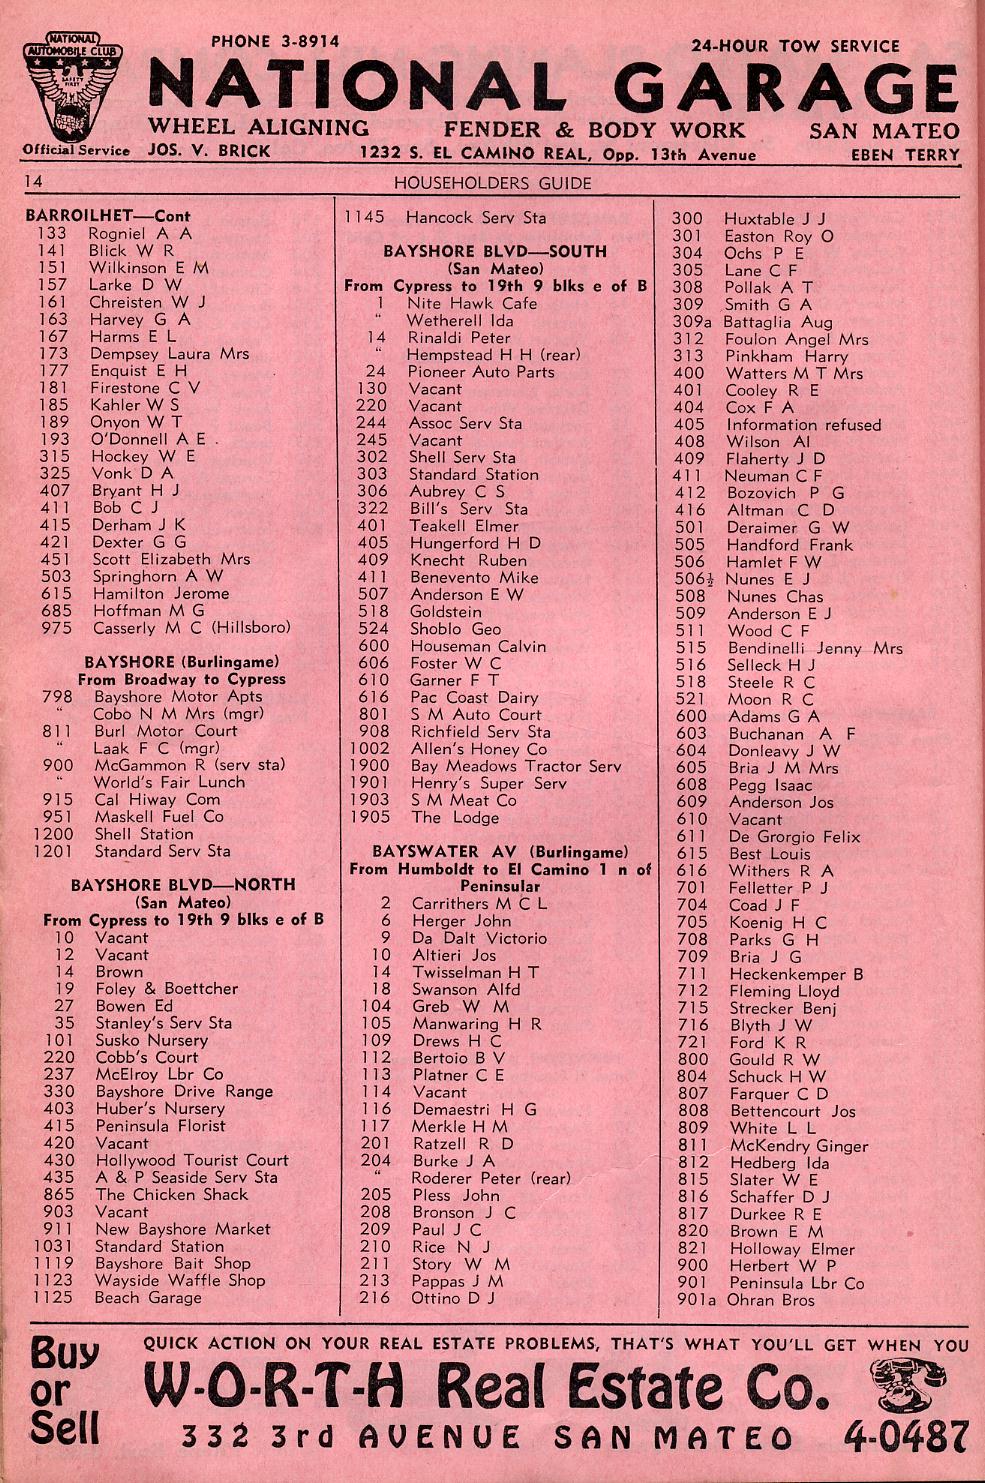 NATIONAL
AUTOMOBILE CLUB
SAFETY
FIRST
Official Service
PHONE 3-8914
24-HOUR TOW SERVICE
NATIONAL GARAGE
WHEEL ALIGNING FENDER & BODY WORK SAN MATEO
JOS. V. BRICK 1232 S. EL CAMINO REAL, Opp. 13th Avenue EBEN TERRY
14 HOUSEHOLDERS GUIDE
BARROILHET—Cont
133 Rogniel A A
141 Blick W R
151 Wilkinson E M
157 Larke D W
161 Chreisten W J
163 Harvey G A
167 Harms E L
173 Dempsey Laura Mrs
177 Enquist E H
181 Firestone C V
185 Kahler W S
189 Onyon W T
193 O'Donnell A E .
315 Hockey W E
325 Vonk D A
407 Bryant H J
411 Bob C J
415 Derham J K
421 Dexter G G
451 Scott Elizabeth Mrs
503 Springhorn A W
615 Hamilton Jerome
685 Hoffman M G
975 Casserly M C (Hillsboro)
BAYSHORE (Burlingame)
From Broadway to Cypress
798 Bayshore Motor Apts
" Cobo N M Mrs (mgr)
811 Burl Motor Court
" Laak F C (mgr)
900 McGammon R (serv sta)
" World's Fair Lunch
915 Cal Hiway Com
951 Maskell Fuel Co
1200 Shell Station
1201 Standard Serv Sta
BAYSHORE BLVD—NORTH
(San Mateo)
From Cypress to 19th 9 blks e of B
10 Vacant
12 Vacant
14 Brown
19 Foley & Boettcher
27 Bowen Ed
35 Stanley's Serv Sta
101 Susko Nursery
220 Cobb's Court
237 McElroy Lbr Co
330 Bayshore Drive Range
403 Huber's Nursery
415 Peninsula Florist
420 Vacant
430 Hollywood Tourist Court
435 A & P Seaside Serv Sta
865 The Chicken Shack
903 Vacant
911 New Bayshore Market
1031 Standard Station
1119 Bayshore Bait Shop
1123 Wayside Waffle Shop
1125 Beach Garage
1145 Hancock Serv Sta
BAYSHORE BLVD—SOUTH
(San Mateo)
From Cypress to 19th 9 blks e of B
1 Nite Hawk Cafe
" Wetherell Ida
14 Rinaldi Peter
" Hempstead H H (rear)
24 Pioneer Auto Parts
130 Vacant
220 Vacant
244 Assoc Serv Sta
245 Vacant
302 Shell Serv Sta
303 Standard Station
306 Aubrey C S
322 Bill's Serv Sta
401 Teakell Elmer
405 Hungerford H D
409 Knecht Ruben
411 Benevento Mike
507 Anderson E W
518 Goldstein
524 Shoblo Geo
600 Houseman Calvin
606 Foster W C
610 Garner F T
616 Pac Coast Dairy
801 S M Auto Court
908 Richfield Serv Sta
1002 Allen's Honey Co
1900 Bay Meadows Tractor Serv
1901 Henry's Super Serv
1903 S M Meat Co
1905 The Lodge
BAYSWATER AV (Burlingame)
From Humboldt to El Camino 1 n of
Peninsular
2 Carrithers M C L
6 Herger John
9 Da Dalt Victorio
10 Altieri Jos
14 Twisselman H T
18 Swanson Alfd
104 Greb W M
105 Manwaring H R
109 Drews H C
112 Bertoio B V
113 Platner C E
114 Vacant
116 Demaestri H G
117 Merkle H M
201 Ratzell R D
204 Burke J A
" Roderer Peter (rear)
205 Pless John
208 Bronson J C
209 Paul J C
210 Rice N J
211 Story W M
213 Pappas J M
216 Ottino D J
300 Huxtable J J
301 Easton Roy O
304 Ochs P E
305 Lane C F
308 Pollak A T
309 Smith G A
309a Battaglia Aug
312 Foulon Angel Mrs
313 Pinkham Harry
400 Watters M T Mrs
401 Cooley R E
404 Cox F A
405 Information refused
408 Wilson Al
409 Flaherty J D
411 Neuman C F
412 Bozovich P G
416 Altman C D
501 Deraimer G W
505 Handford Frank
506 Hamlet F W
506½ Nunes E J
508 Nunes Chas
509 Anderson E J
511 Wood C F
515 Bendinelli Jenny Mrs
516 Selleck H J
518 Steele R C
521 Moon R C
600 Adams G A
603 Buchanan A F
604 Donleavy J W
605 Bria J M Mrs
608 Pegg Isaac
609 Anderson Jos
610 Vacant
611 De Grorgio Felix
615 Best Louis
616 Withers R A
701 Felletter P J
704 Coad J F
705 Koenig H C
708 Parks G H
709 Bria J G
711 Heckenkemper B
712 Fleming Lloyd
715 Strecker Benj
716 Blyth J W
721 Ford K R
800 Gould R W
804 Schuck H W
807 Farquer C D
808 Bettencourt Jos
809 White L L
811 McKendry Ginger
812 Hedberg Ida
815 Slater W E
816 Schaffer D J
817 Durkee R E
820 Brown E M
821 Holloway Elmer
900 Herbert W P
901 Peninsula Lbr Co
901a Ohran Bros
Buy
or
Sell
QUICK ACTION ON YOUR REAL ESTATE PROBLEMS, THAT'S WHAT YOU'LL GET WHEN YOU
W-O-R-T-H Real Estate Co.
332 3rd AVENUE SAN MATEO 4-0487